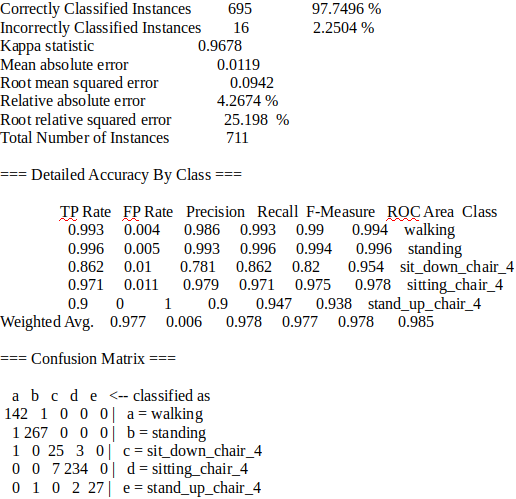 Correctly Classified Instances 695 97.7496 %
Incorrectly Classified Instances 16 2.2504 %
Kappa statistic 0.9678
Mean absolute error 0.0119
Root mean squared error 0.0942
Relative absolute error 4.2674 %
Root relative squared error 25.198 %
Total Number of Instances 711
=== Detailed Accuracy By Class ===
TP Rate FP Rate Precision Recall F-Measure ROC Area Class
0.993 0.004 0.986 0.993 0.99 0.994 walking
0.996 0.005 0.993 0.996 0.994 0.996 standing
0.862 0.01 0.781 0.862 0.82 0.954 sit_down_chair_4
0.971 0.011 0.979 0.971 0.975 0.978 sitting_chair_4
0.9 0 1 0.9 0.947 0.938 stand_up_chair_4
Weighted Avg. 0.977 0.006 0.978 0.977 0.978 0.985
=== Confusion Matrix ===
a b c d e <-- classified as
142 1 0 0 0 | a = walking
1 267 0 0 0 | b = standing
1 0 25 3 0 | c = sit_down_chair_4
0 0 7 234 0 | d = sitting_chair_4
0 1 0 2 27 | e = stand_up_chair_4